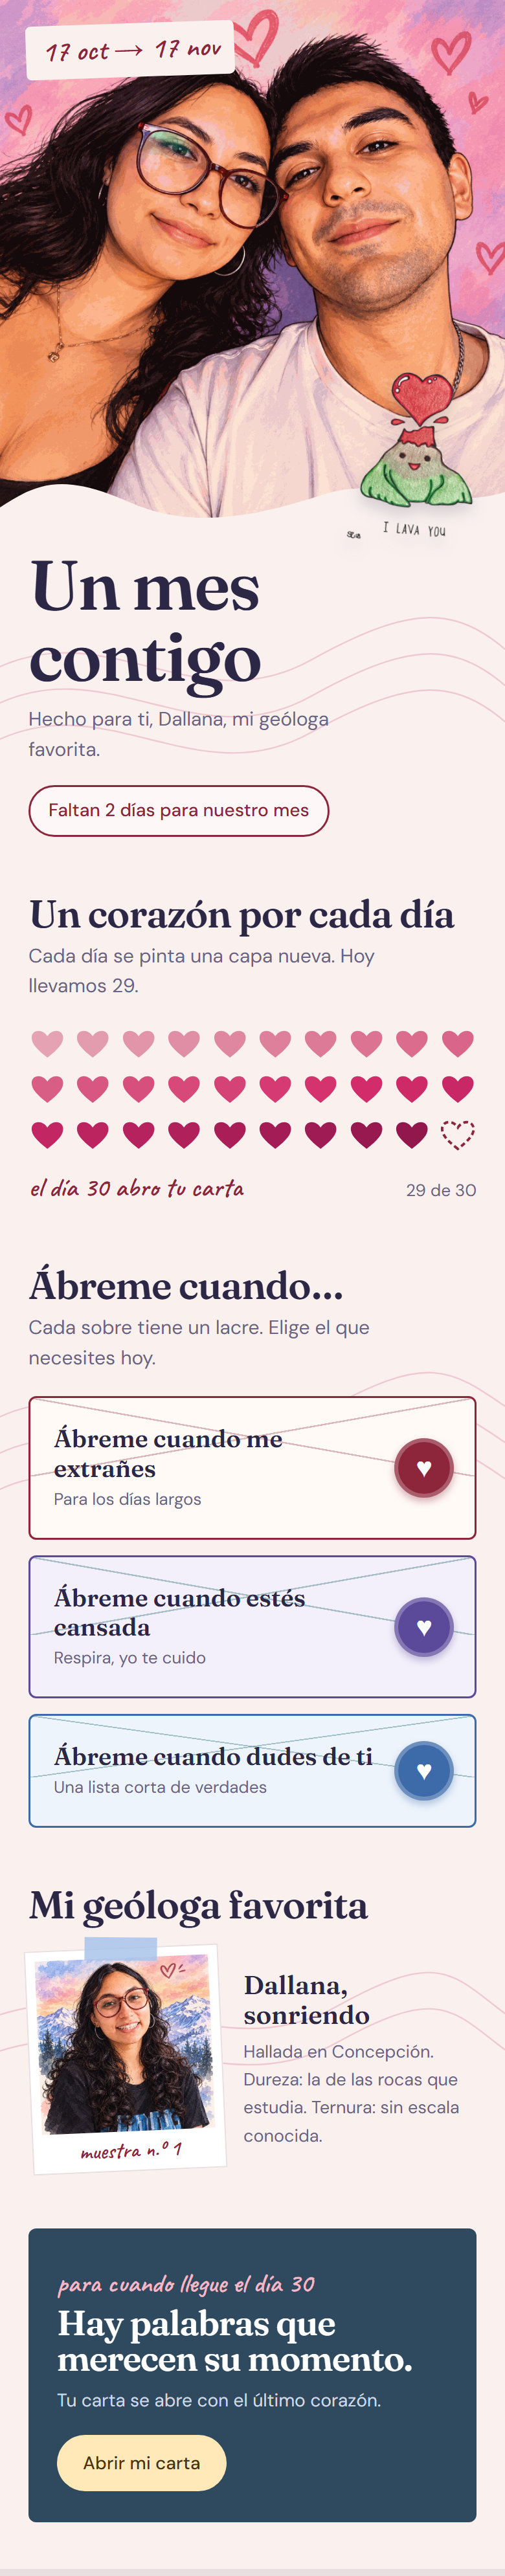 17 oct → 17 nov
I LAVA YOU
Un mes
contigo
Hecho para ti, Dallana, mi geóloga
favorita.
Faltan 2 días para nuestro mes
Un corazón por cada día
Cada día se pinta una capa nueva. Hoy
llevamos 29.
el día 30 abro tu carta
29 de 30
Ábreme cuando...
Cada sobre tiene un lacre. Elige el que
necesites hoy.
Ábreme cuando me
extrañes
Para los días largos
Ábreme cuando estés
cansada
Respira, yo te cuido
Ábreme cuando dudes de ti
Una lista corta de verdades
Mi geóloga favorita
muestra n.º 1
Dallana,
sonriendo
Hallada en Concepción.
Dureza: la de las rocas que
estudia. Ternura: sin escala
conocida.
para cuando llegue el día 30
Hay palabras que
merecen su momento.
Tu carta se abre con el último corazón.
Abrir mi carta